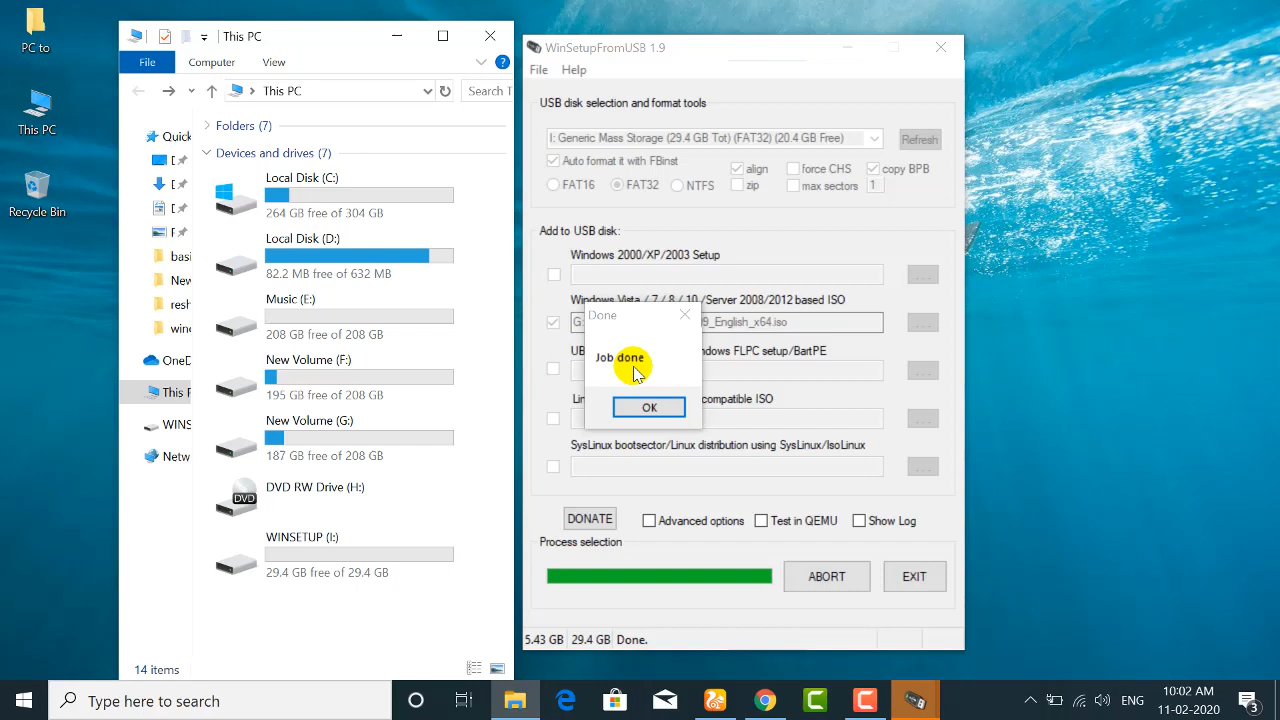 PC to
This PC
Recycle Bin
This PC
File
Computer
View
?
This PC
Search T
Quick
Folders (7)
Devices and drives (7)
basi
New
resh
wind
OneD
This P
WINS
Netw
Local Disk (C:)
264 GB free of 304 GB
Local Disk (D:)
82.2 MB free of 632 MB
Music (E:)
208 GB free of 208 GB
New Volume (F:)
195 GB free of 208 GB
New Volume (G:)
187 GB free of 208 GB
DVD
DVD RW Drive (H:)
WINSETUP (I:)
29.4 GB free of 29.4 GB
14 items
WinSetupFromUSB 1.9
File Help
USB disk selection and format tools
I: Generic Mass Storage (29.4 GB Tot) (FAT32) (20.4 GB Free)
Refresh
Auto format it with FBinst
align
force CHS
copy BPB
FAT16
FAT32
NTFS
zip
max sectors
1
Add to USB disk:
Windows 2000/XP/2003 Setup
...
Windows Vista / 7 / 8 / 10 /Server 2008/2012 based ISO
G:
9_English_x64.iso
...
UB
ndows FLPC setup/BartPE
...
Lin
compatible ISO
...
SysLinux bootsector/Linux distribution using SysLinux/IsoLinux
...
Done
Job done
OK
DONATE
Advanced options
Test in QEMU
Show Log
Process selection
ABORT
EXIT
5.43 GB
29.4 GB
Done.
Type here to search
ENG
10:02 AM
11-02-2020
3